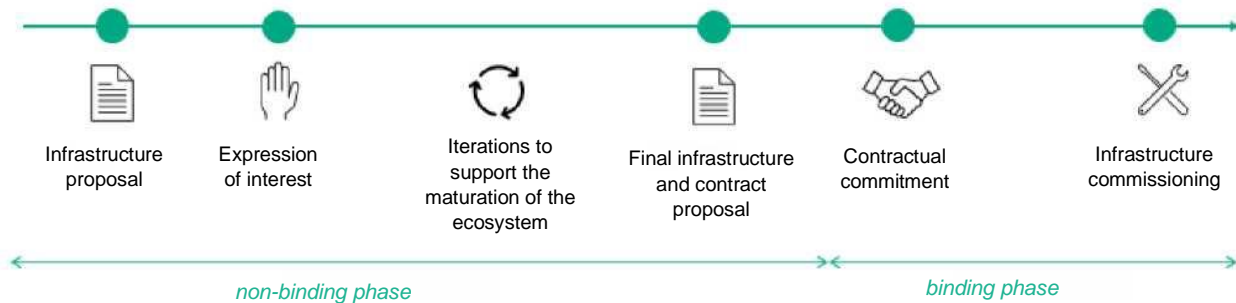 Infrastructure
proposal
Expression
of interest
Iterations to
support the
maturation of the
ecosystem
Final infrastructure
and contract
proposal
Contractual
commitment
Infrastructure
commissioning
non-binding phase
binding phase